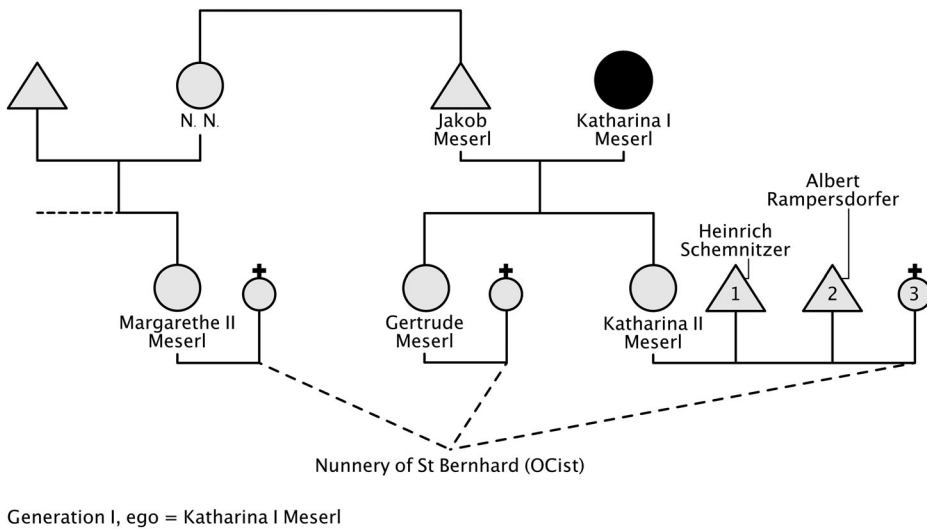 N. N.
Jakob
Meserl
Katharina I
Meserl
Albert
Rampersdorfer
Heinrich
Schemnitzer
1
2
3
Margarethe II
Meserl
Gertrude
Meserl
Katharina II
Meserl
Nunnery of St Bernhard (OCist)
Generation I, ego = Katharina I Meserl